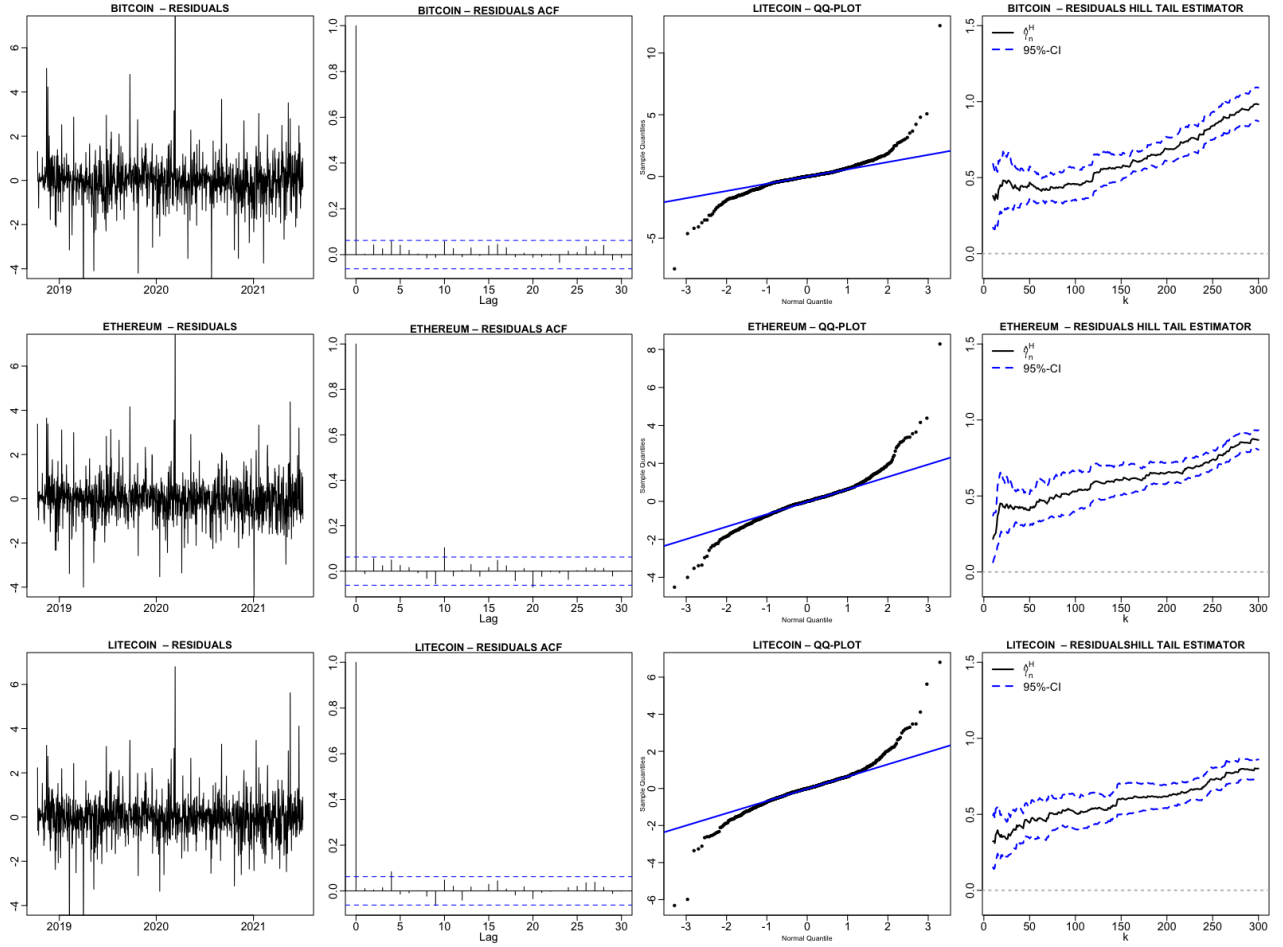 BITCOIN – RESIDUALS
6
4
2
0
-2
-4
2019 2020 2021
BITCOIN – RESIDUALS ACF
1.0
0.8
0.6
0.4
0.2
0.0
0 5 10 15 20 25 30
Lag
LITECOIN – QQ-PLOT
Sample Quantiles
10
5
0
-5
-3 -2 -1 0 1 2 3
Normal Quantile
BITCOIN – RESIDUALS HILL TAIL ESTIMATOR
γ̂ₙᴴ
95%-CI
1.5
1.0
0.5
0.0
0 50 100 150 200 250 300
k
ETHEREUM – RESIDUALS
6
4
2
0
-2
-4
2019 2020 2021
ETHEREUM – RESIDUALS ACF
1.0
0.8
0.6
0.4
0.2
0.0
0 5 10 15 20 25 30
Lag
ETHEREUM – QQ-PLOT
Sample Quantiles
8
6
4
2
0
-2
-4
-3 -2 -1 0 1 2 3
Normal Quantile
ETHEREUM – RESIDUALS HILL TAIL ESTIMATOR
γ̂ₙᴴ
95%-CI
1.5
1.0
0.5
0.0
0 50 100 150 200 250 300
k
LITECOIN – RESIDUALS
6
4
2
0
-2
-4
2019 2020 2021
LITECOIN – RESIDUALS ACF
1.0
0.8
0.6
0.4
0.2
0.0
0 5 10 15 20 25 30
Lag
LITECOIN – QQ-PLOT
Sample Quantiles
6
4
2
0
-2
-4
-6
-3 -2 -1 0 1 2 3
Normal Quantile
LITECOIN – RESIDUALSHILL TAIL ESTIMATOR
γ̂ₙᴴ
95%-CI
1.5
1.0
0.5
0.0
0 50 100 150 200 250 300
k